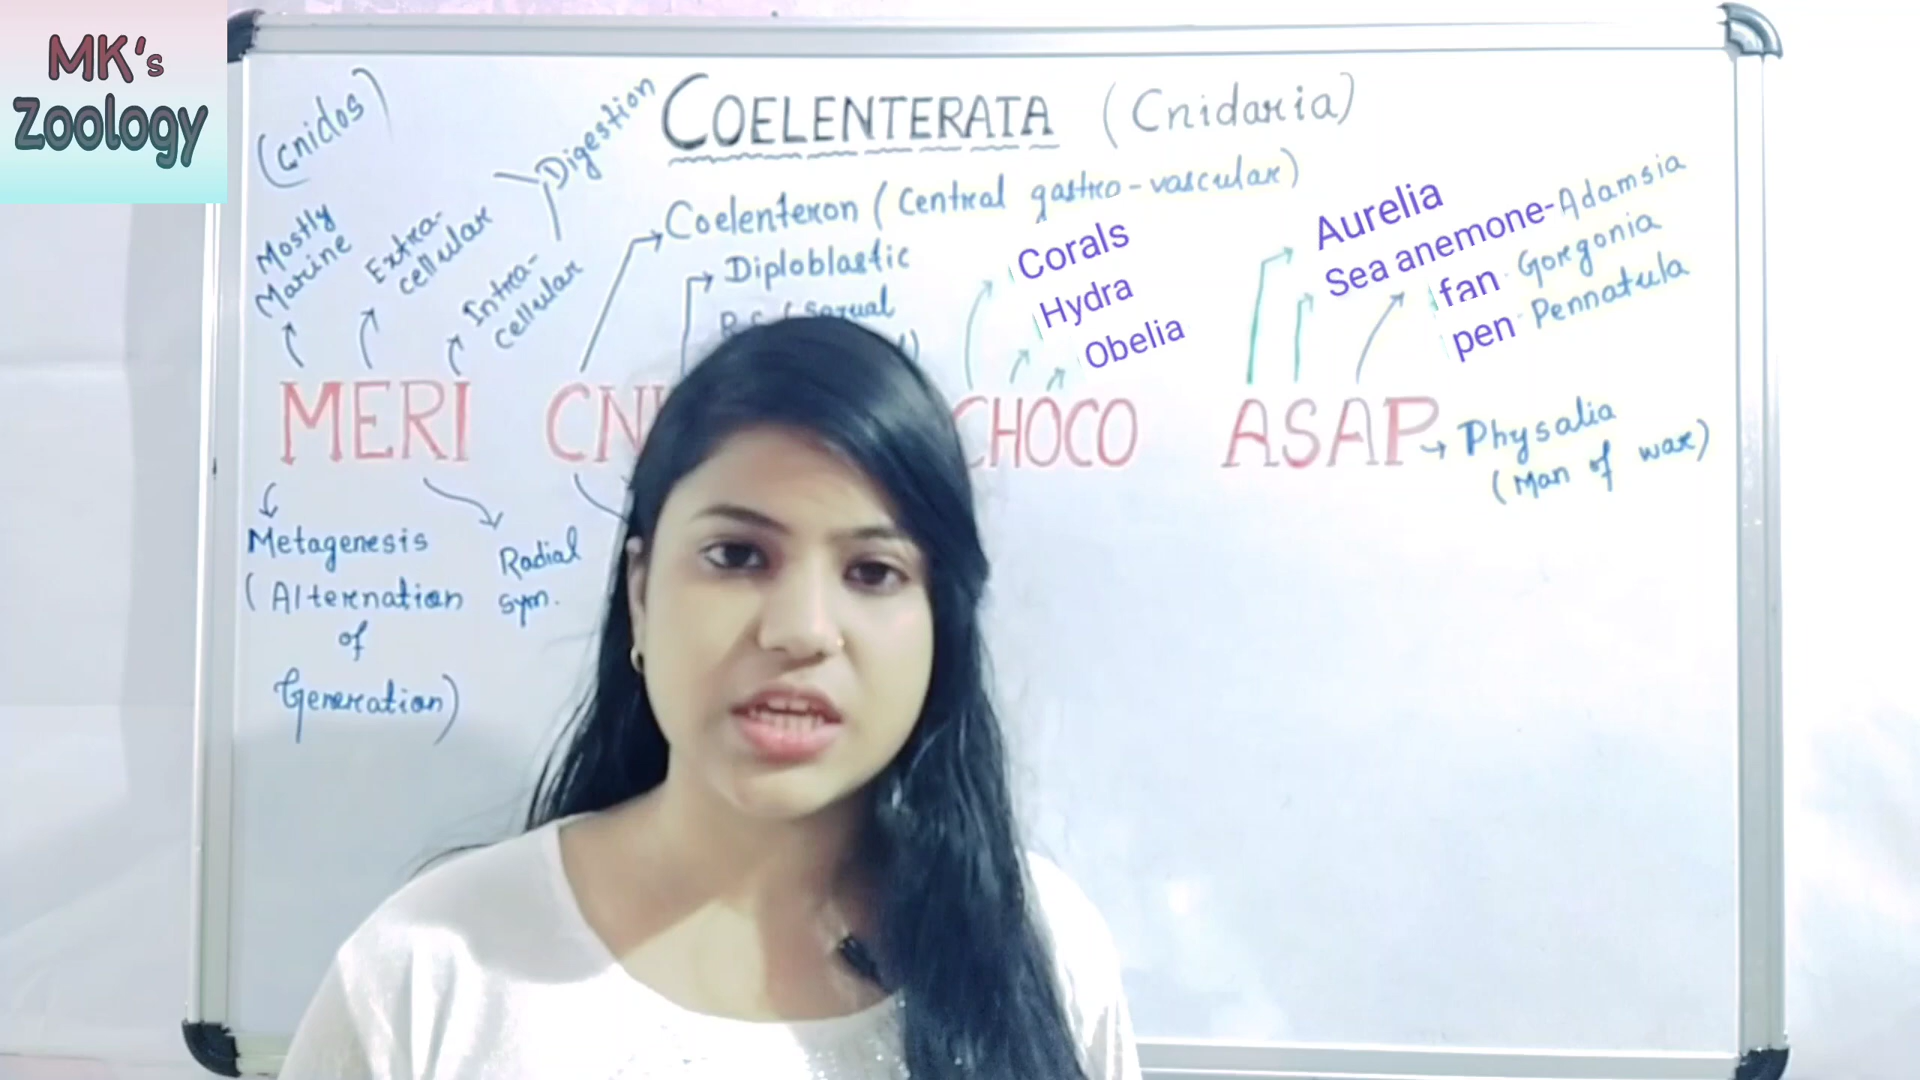 MK's
Zoology
COELENTERATA (Cnidaria)
(Cnidos)
Mostly
Marine
Extra-
cellular
Intra-
cellular
Digestion
Coelenteron (Central gastro-vascular)
Diploblastic
Corals
Hydra
Obelia
Aurelia
Sea anemone-Adamsia
fan - Gorgonia
pen - Pennatula
MERI CN CHOCO ASAP
Physalia
(Man of war)
Metagenesis
(Alternation
of
Generation)
Radial
sym.